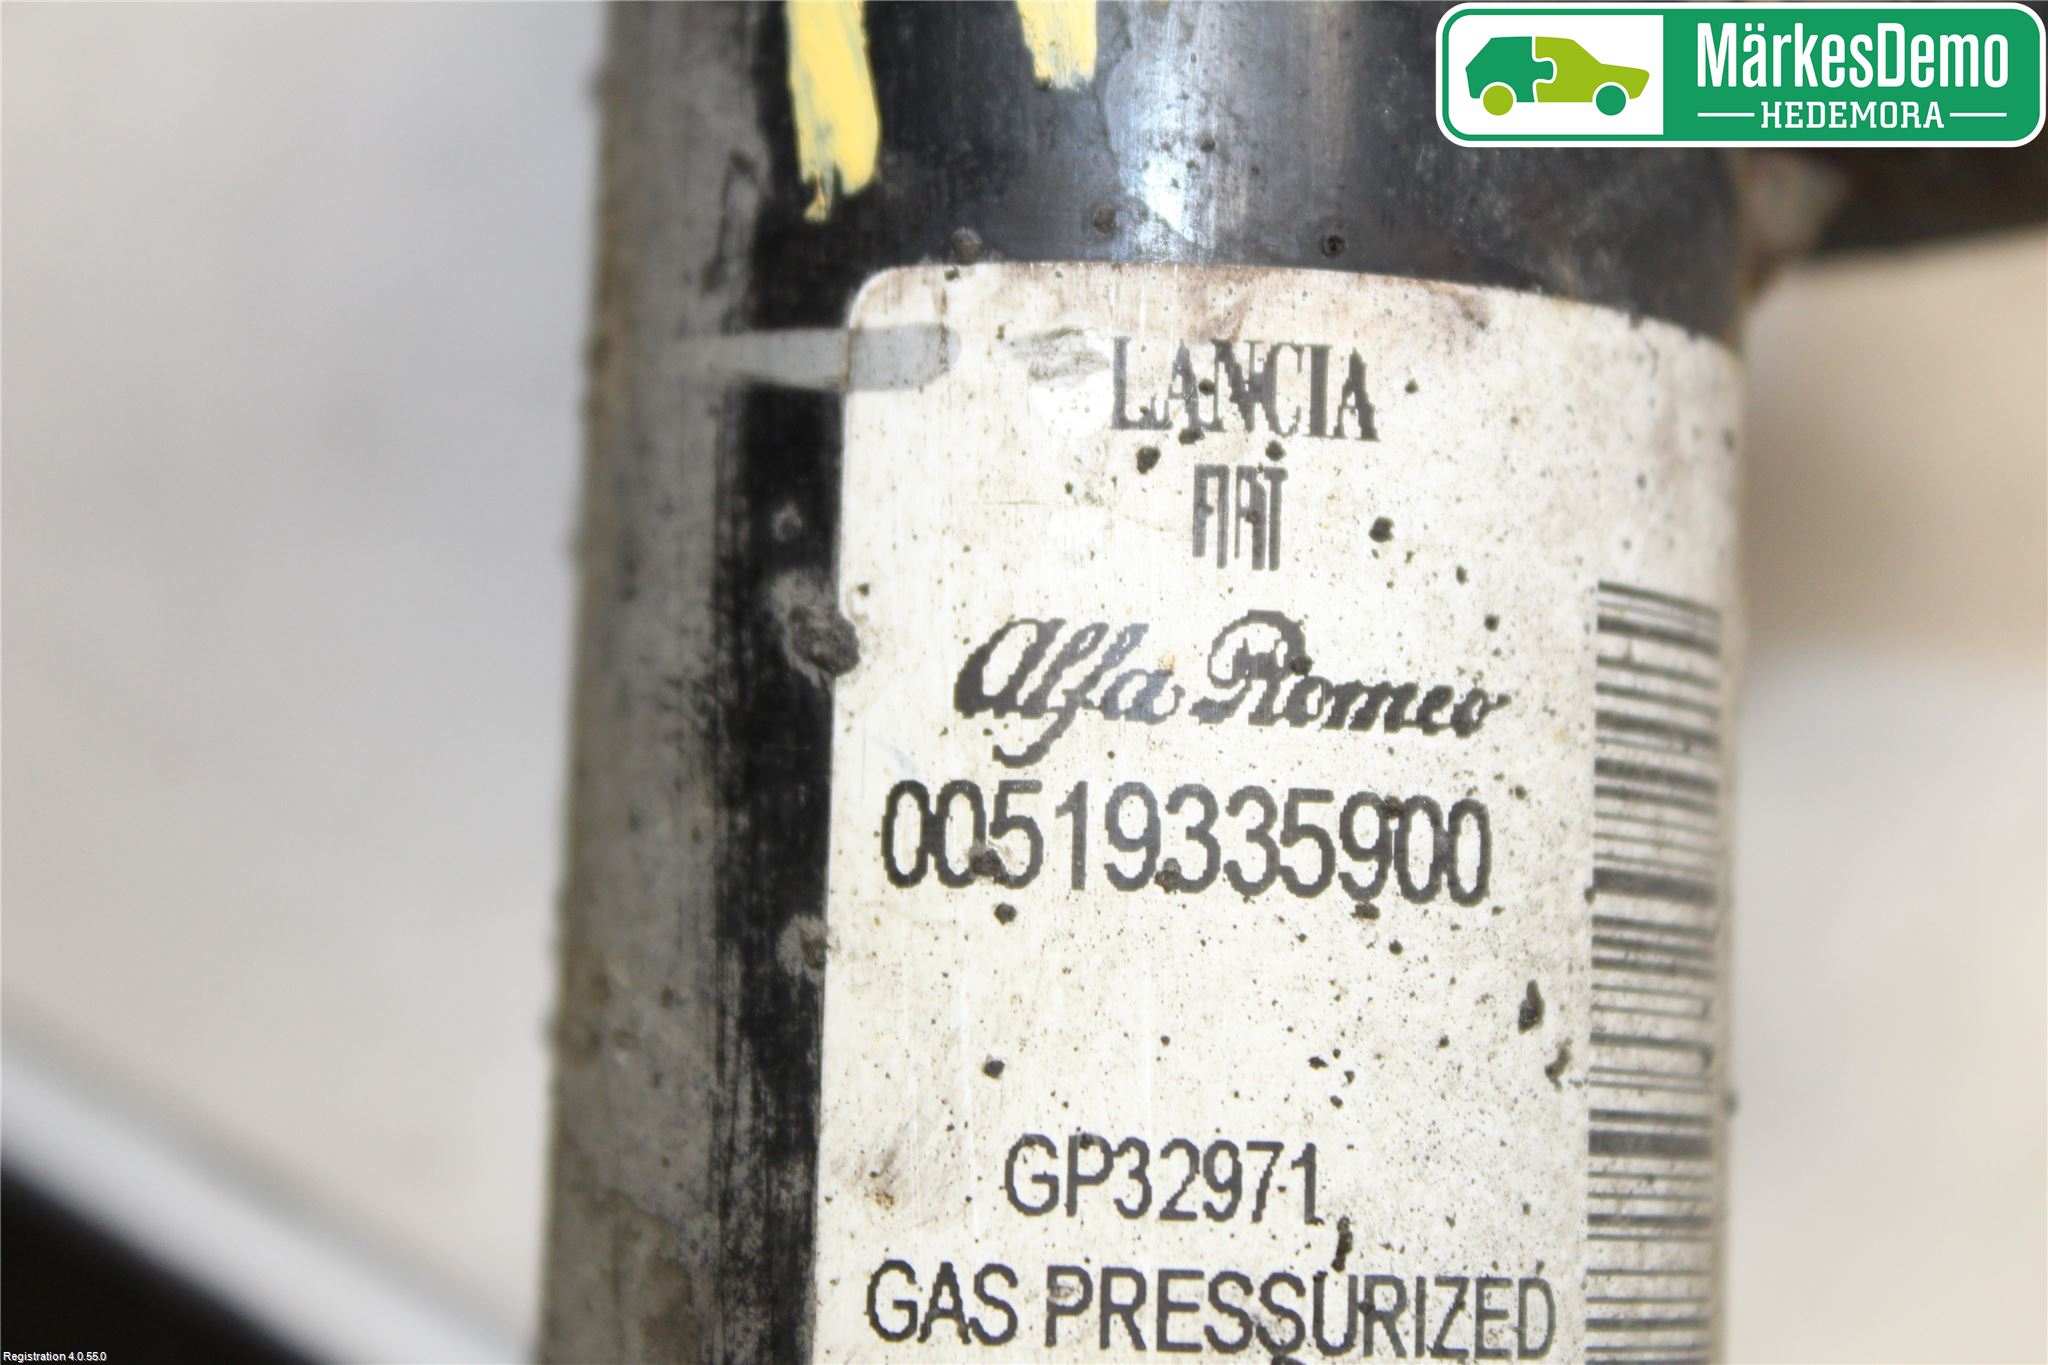 MärkesDemo
HEDEMORA
LANCIA
FIAT
Alfa Romeo
00519335900
GP32971
GAS PRESSURIZED
Registration 4.0.55.0